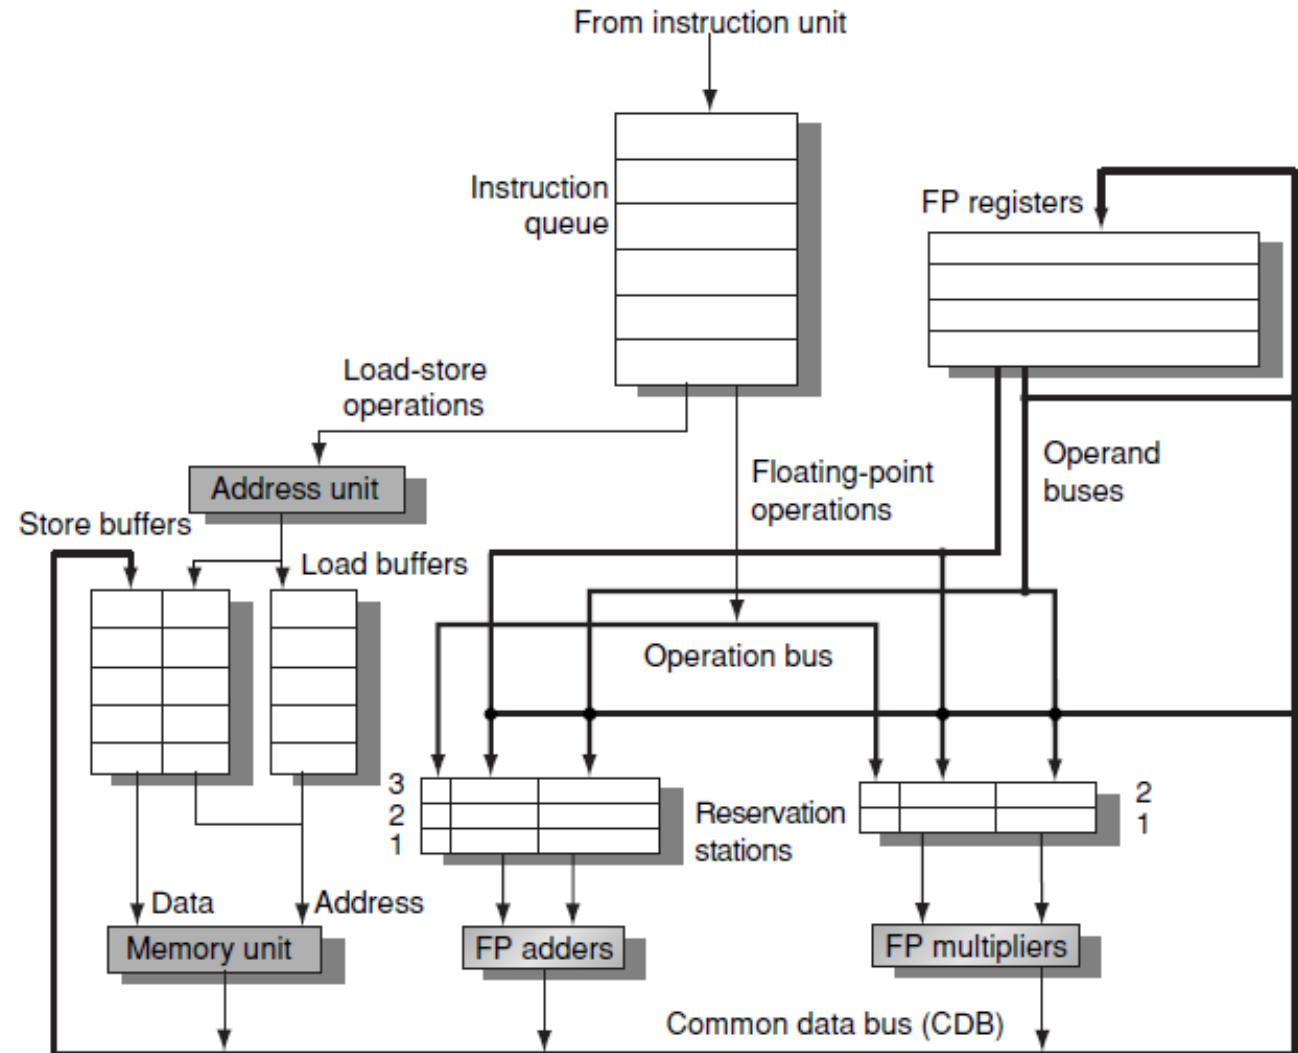 From instruction unit
Instruction
queue
FP registers
Load-store
operations
Address unit
Floating-point
operations
Operand
buses
Store buffers
Load buffers
Operation bus
3
2
1
Reservation
stations
2
1
Data
Address
Memory unit
FP adders
FP multipliers
Common data bus (CDB)